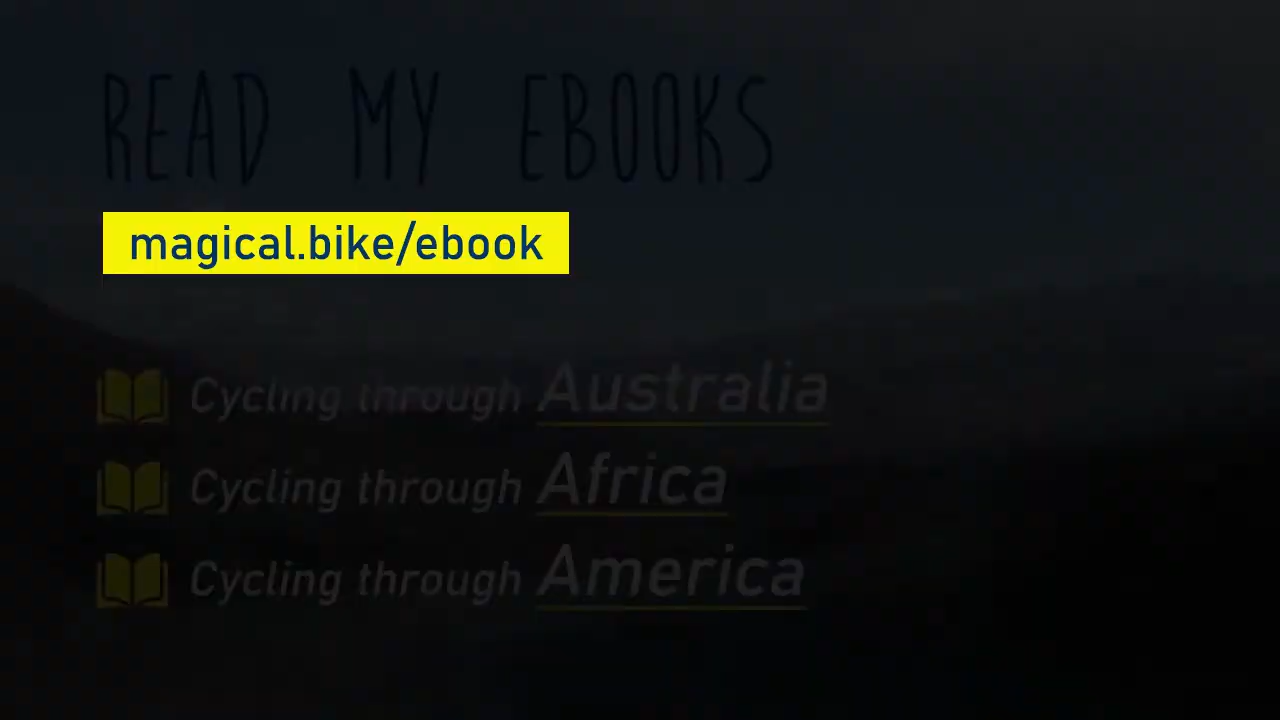 READ MY EBOOKS
magical.bike/ebook
Cycling through Australia
Cycling through Africa
Cycling through America